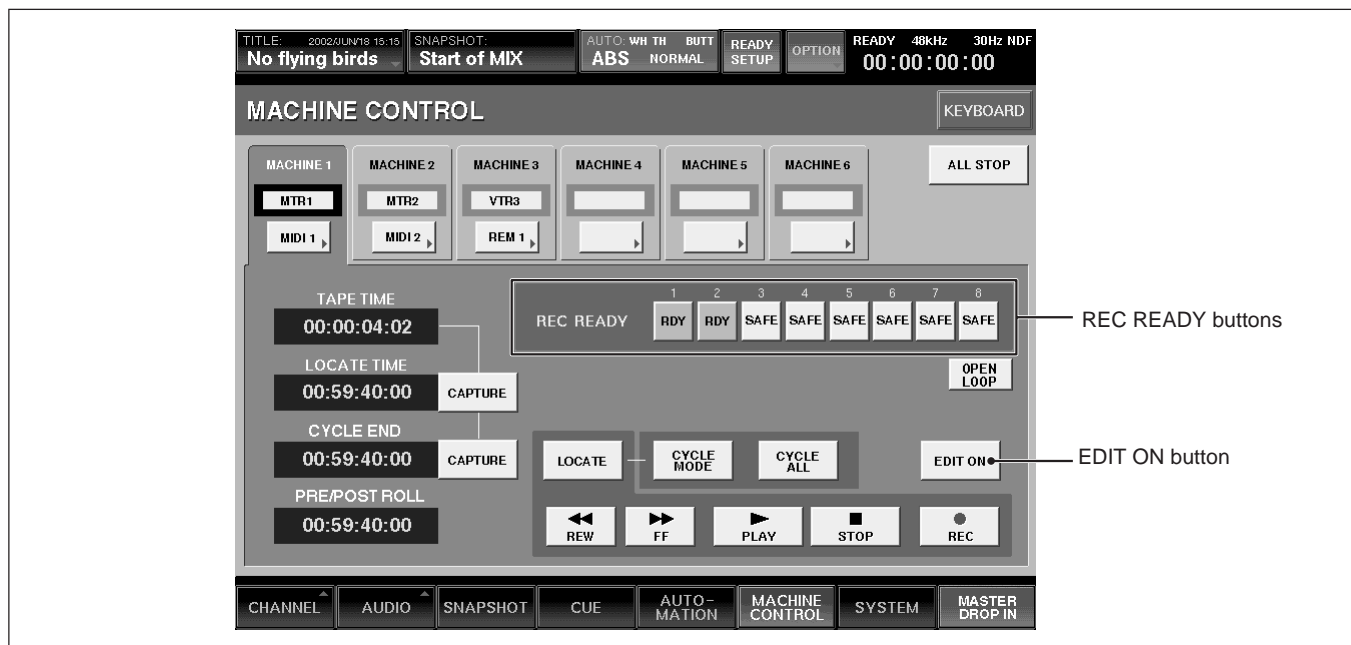 TITLE: 2002/JUN/18 15:15 SNAPSHOT: AUTO: WH TH BUTT READY OPTION READY 48kHz 30Hz NDF
No flying birds Start of MIX ABS NORMAL SETUP 00:00:00:00
MACHINE CONTROL KEYBOARD
MACHINE 1 MACHINE 2 MACHINE 3 MACHINE 4 MACHINE 5 MACHINE 6 ALL STOP
MTR1 MTR2 VTR3
MIDI 1 MIDI 2 REM 1
TAPE TIME
00:00:04:02
1 2 3 4 5 6 7 8
REC READY RDY RDY SAFE SAFE SAFE SAFE SAFE SAFE
REC READY buttons
LOCATE TIME
00:59:40:00 CAPTURE
OPEN
LOOP
CYCLE END
00:59:40:00 CAPTURE
LOCATE
CYCLE
MODE
CYCLE
ALL
EDIT ON
EDIT ON button
PRE/POST ROLL
00:59:40:00
REW FF PLAY STOP REC
CHANNEL AUDIO SNAPSHOT CUE AUTO-
MATION MACHINE
CONTROL SYSTEM MASTER
DROP IN